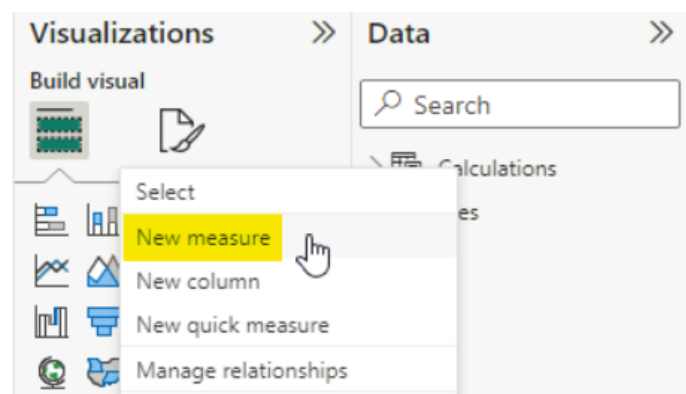 Visualizations
Data
Build visual
Search
Calculations
Select
New measure
New column
New quick measure
Manage relationships